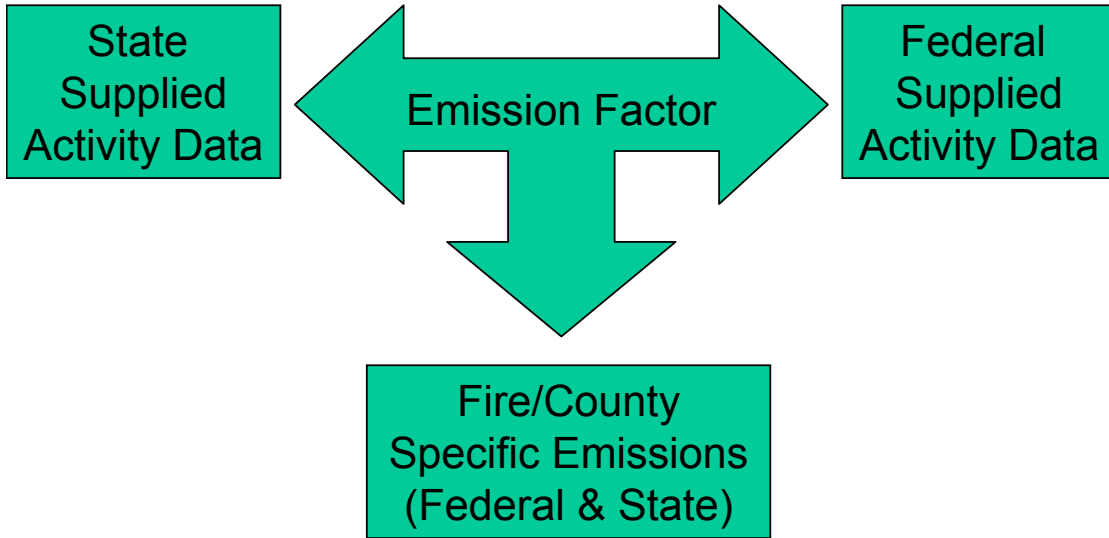 State
Supplied
Activity Data
Emission Factor
Federal
Supplied
Activity Data
Fire/County
Specific Emissions
(Federal & State)